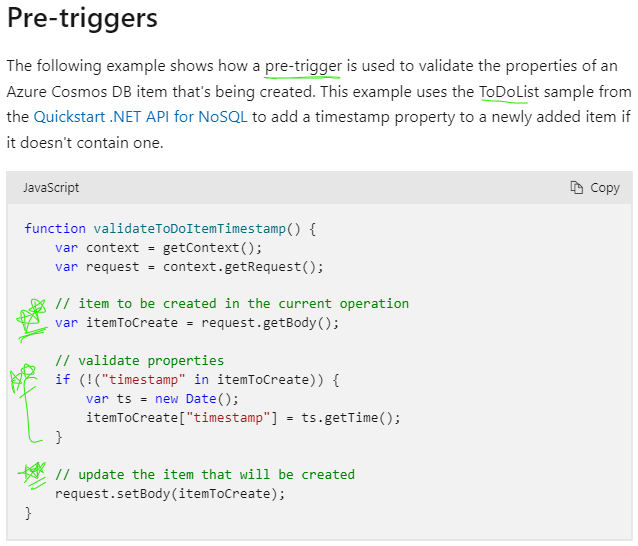 Pre-triggers
The following example shows how a pre-trigger is used to validate the properties of an
Azure Cosmos DB item that's being created. This example uses the ToDoList sample from
the Quickstart .NET API for NoSQL to add a timestamp property to a newly added item if
it doesn't contain one.
JavaScript
Copy
function validateToDoItemTimestamp() {
    var context = getContext();
    var request = context.getRequest();
    // item to be created in the current operation
    var itemToCreate = request.getBody();
    // validate properties
    if (!("timestamp" in itemToCreate)) {
        var ts = new Date();
        itemToCreate["timestamp"] = ts.getTime();
    }
    // update the item that will be created
    request.setBody(itemToCreate);
}